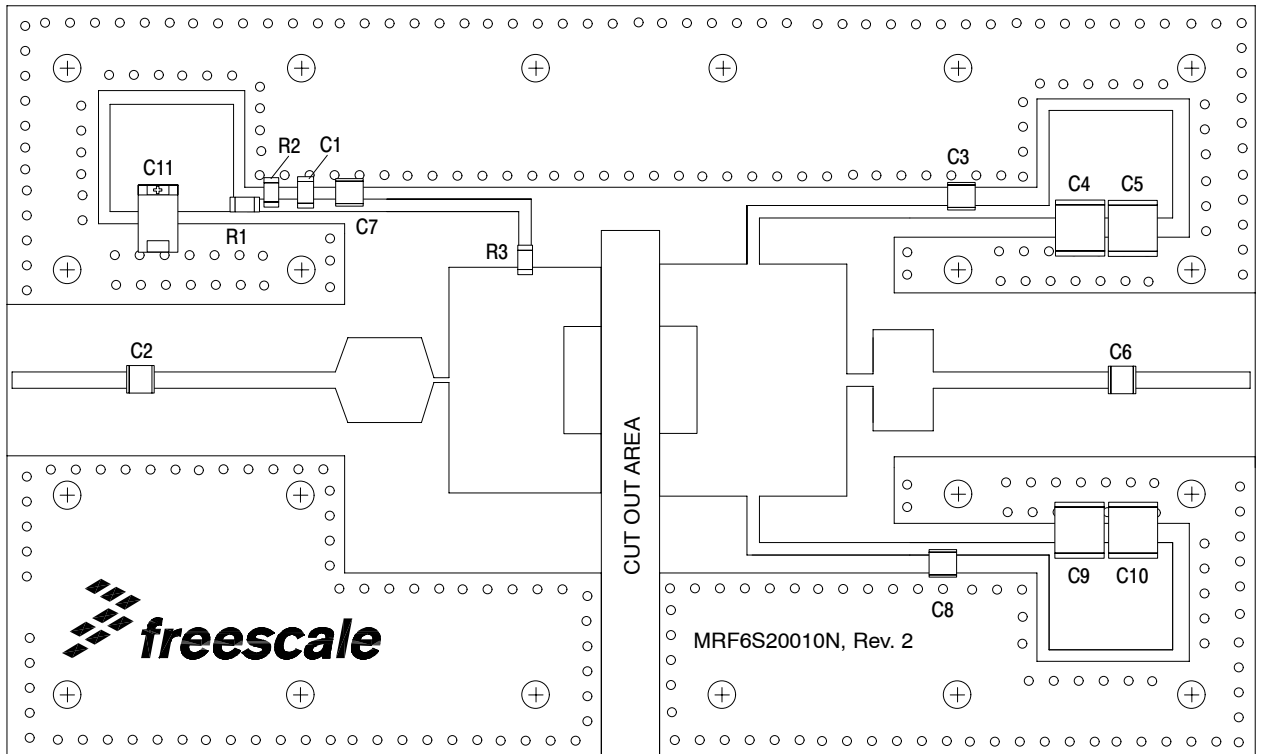 R2
C1
C11
C3
C4
C5
R1
C7
R3
C2
C6
CUT OUT AREA
C9
C10
C8
freescale
MRF6S20010N, Rev. 2